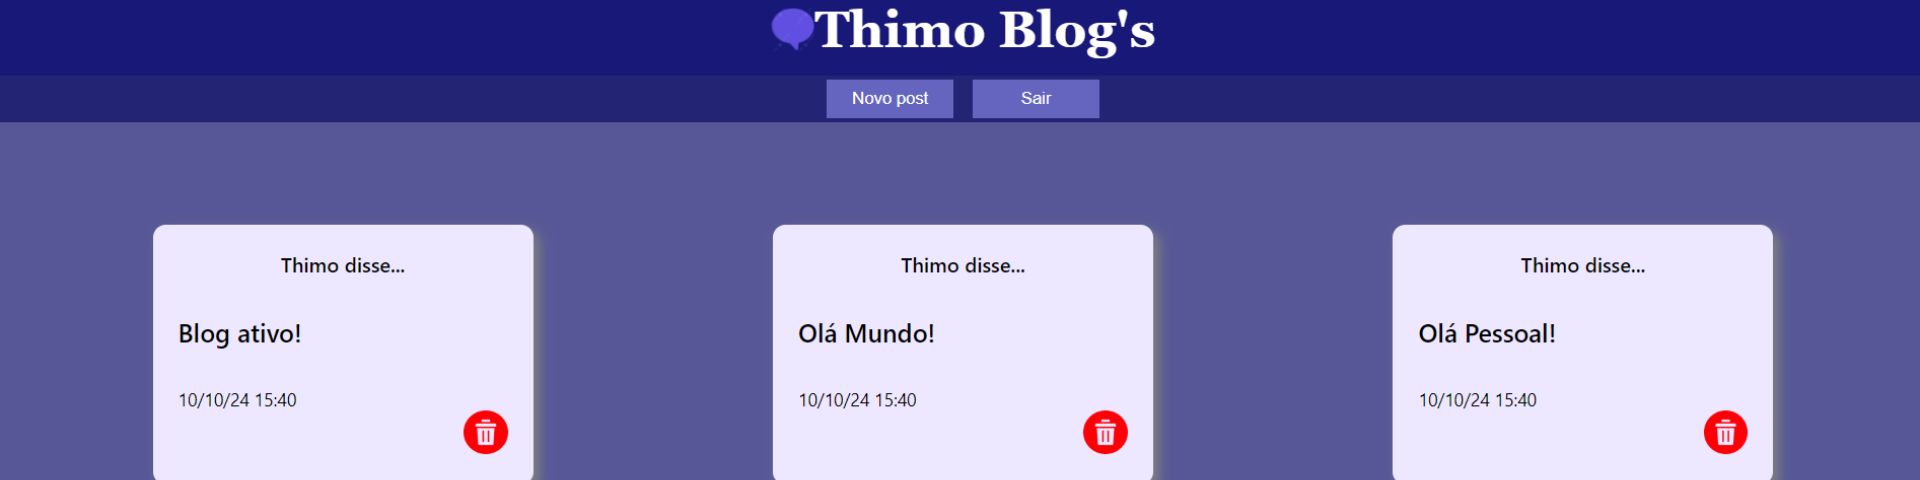 Thimo Blog's
Novo post
Sair
Thimo disse...
Blog ativo!
10/10/24 15:40
Thimo disse...
Olá Mundo!
10/10/24 15:40
Thimo disse...
Olá Pessoal!
10/10/24 15:40